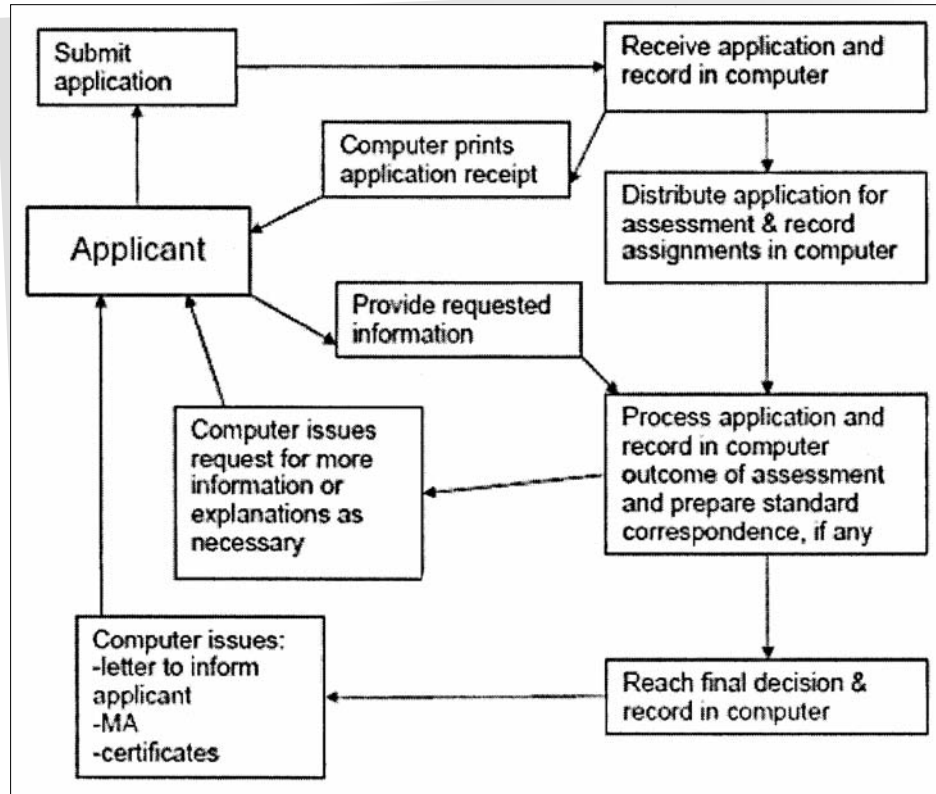 Submit
application
Receive application and
record in computer
Computer prints
application receipt
Distribute application for
assessment & record
assignments in computer
Applicant
Provide requested
information
Computer issues
request for more
information or
explanations as
necessary
Process application and
record in computer
outcome of assessment
and prepare standard
correspondence, if any
Computer issues:
-letter to inform
applicant
-MA
-certificates
Reach final decision &
record in computer